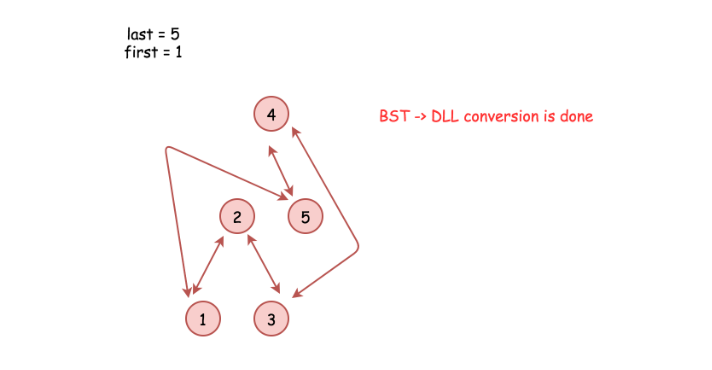 last = 5
first = 1
4
BST -> DLL conversion is done
2
5
1
3